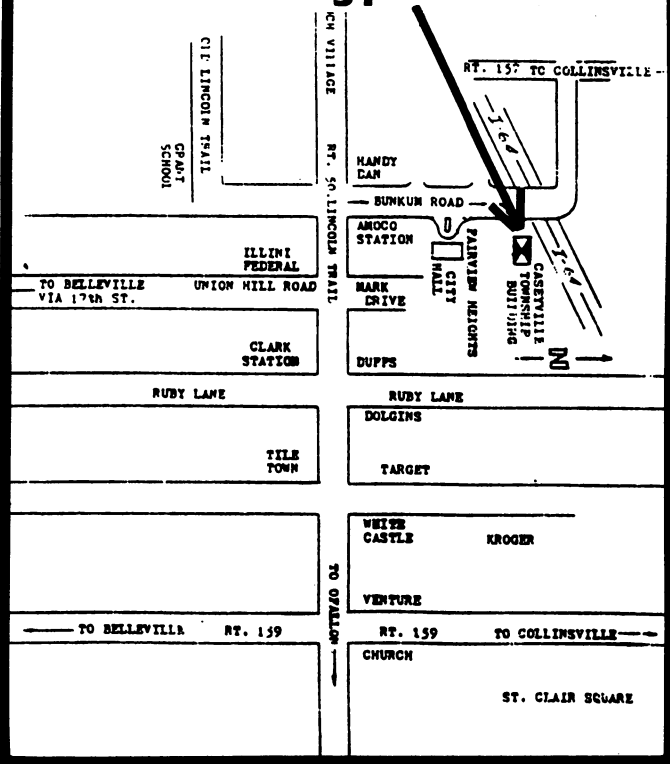 RT. 157 TO COLLINSVILLE
I-64
LINCOLN TRAIL
SCHOOL
VILLAGE
RT. 50 LINCOLN TRAIL
HANDY
DAN
BUNKUM ROAD
AMOCO
STATION
CITY
HALL
FAIRVIEW HEIGHTS
CASEYVILLE
TOWNSHIP
BUILDING
I-64
N
ILLINI
FEDERAL
TO BELLEVILLE
VIA 17th ST.
UNION HILL ROAD
MARK
DRIVE
CLARK
STATION
DUFFS
RUBY LANE
RUBY LANE
DOLGINS
TILE
TOWN
TARGET
WHITE
CASTLE
KROGER
VENTURE
TO OFALLON
TO BELLEVILLE
RT. 159
RT. 159
TO COLLINSVILLE
CHURCH
ST. CLAIR SQUARE